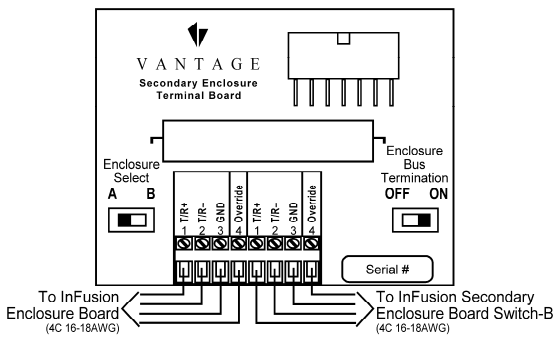 VANTAGE
Secondary Enclosure
Terminal Board
Enclosure
Select
A B
Enclosure
Bus
Termination
OFF ON
T/R+ T/R- GND Override T/R+ T/R- GND Override
1 2 3 4 1 2 3 4
Serial #
To InFusion
Enclosure Board
(4C 16-18AWG)
To InFusion Secondary
Enclosure Board Switch-B
(4C 16-18AWG)